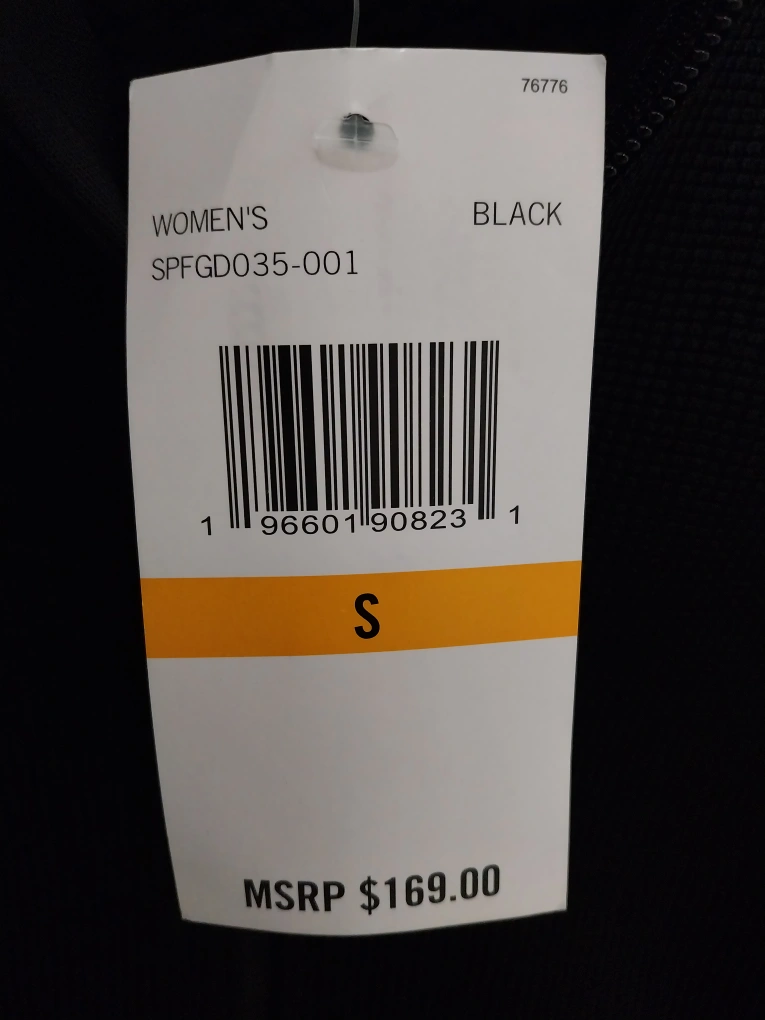 76776
WOMEN'S BLACK
SPFGD035-001
1 96601 90823 1
S
MSRP $169.00